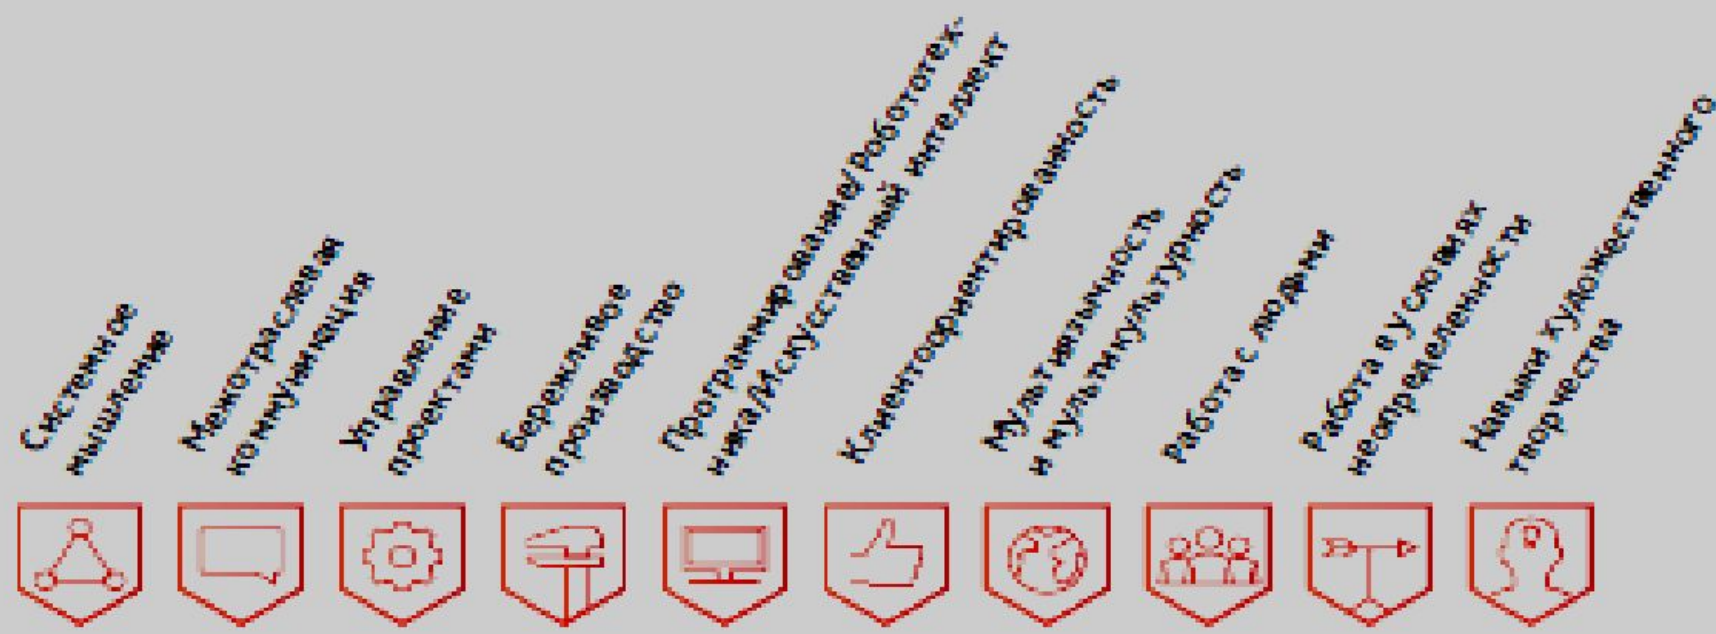 Системное
мышление
Межотраслевая
коммуникация
Управление
проектами
Бережливое
производство
Программирование/Робототех-
ника/Искусственный интеллект
Клиентоориентированность
Мультиязычность
и мультикультурность
Работа с людьми
Работа в условиях
неопределенности
Навыки художественного
творчества